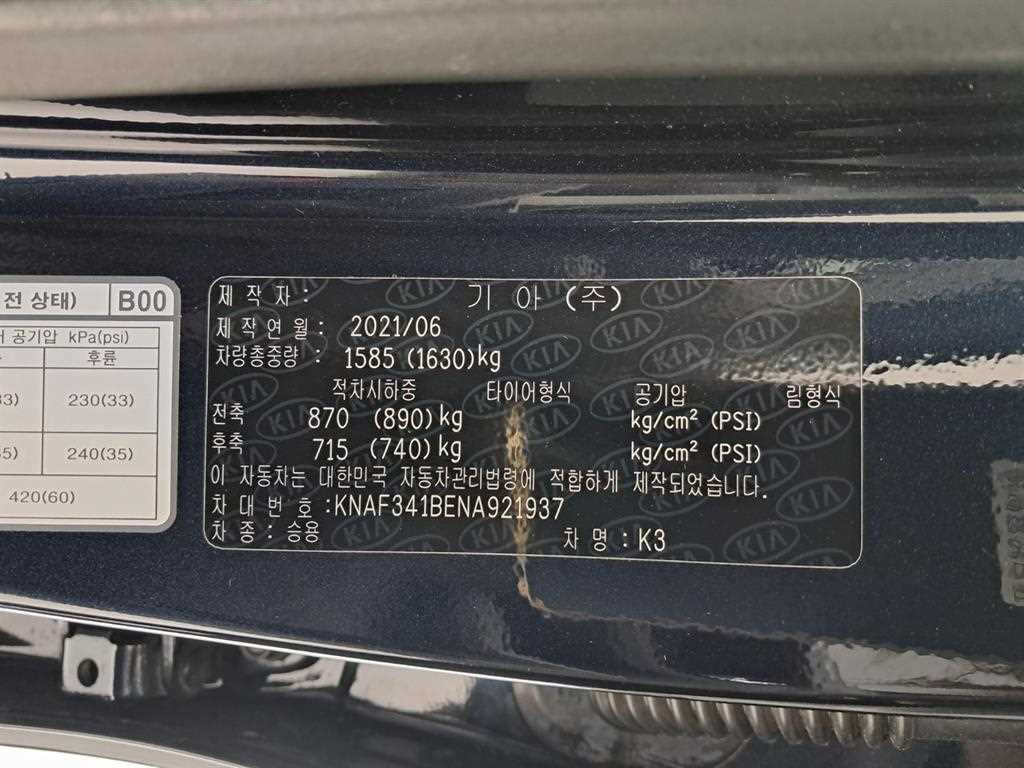 전 상태) B00
공기압 kPa(psi)
후륜
230(33)
240(35)
420(60)
제 작 자 : 기 아 (주)
제 작 연 월 : 2021/06
차량총중량 : 1585 (1630)kg
적차시하중 타이어형식 공기압 림형식
전축 870 (890)kg kg/cm² (PSI)
후축 715 (740)kg kg/cm² (PSI)
이 자동차는 대한민국 자동차관리법령에 적합하게 제작되었습니다.
차 대 번 호 :KNAF341BENA921937
차 종 : 승용 차 명 : K3